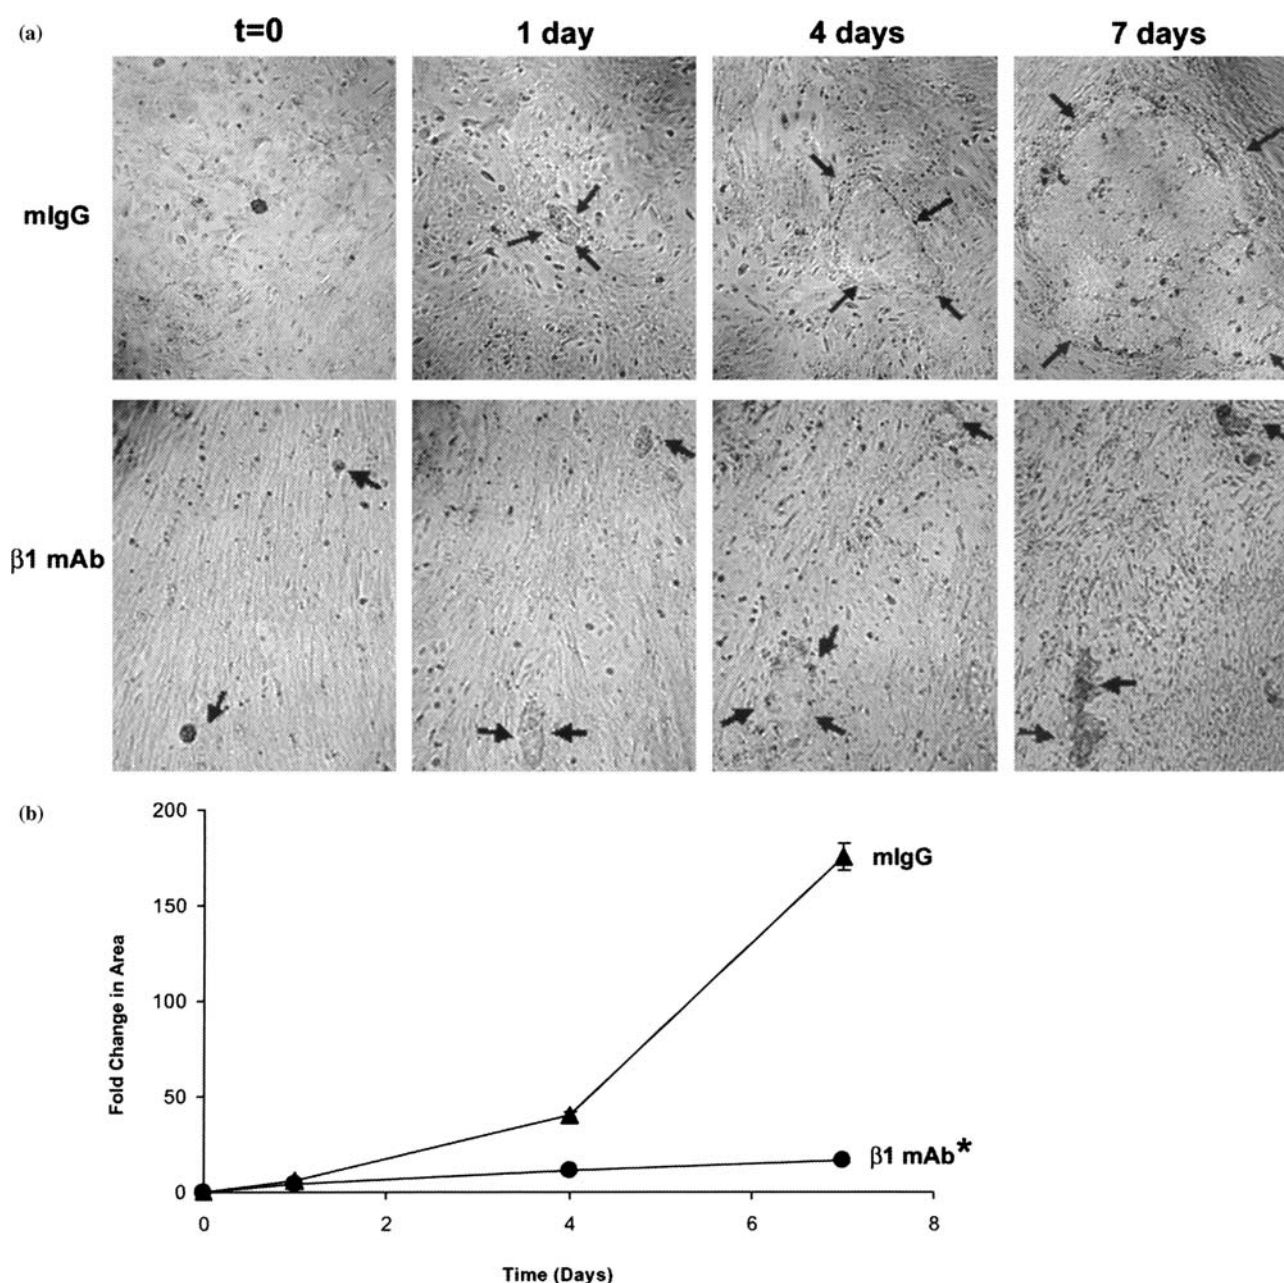 (a)
t=0 1 day 4 days 7 days
mIgG
β1 mAb
(b)
200
150
100
50
0
0 2 4 6 8
Fold Change in Area
Time (Days)
mIgG
β1 mAb*